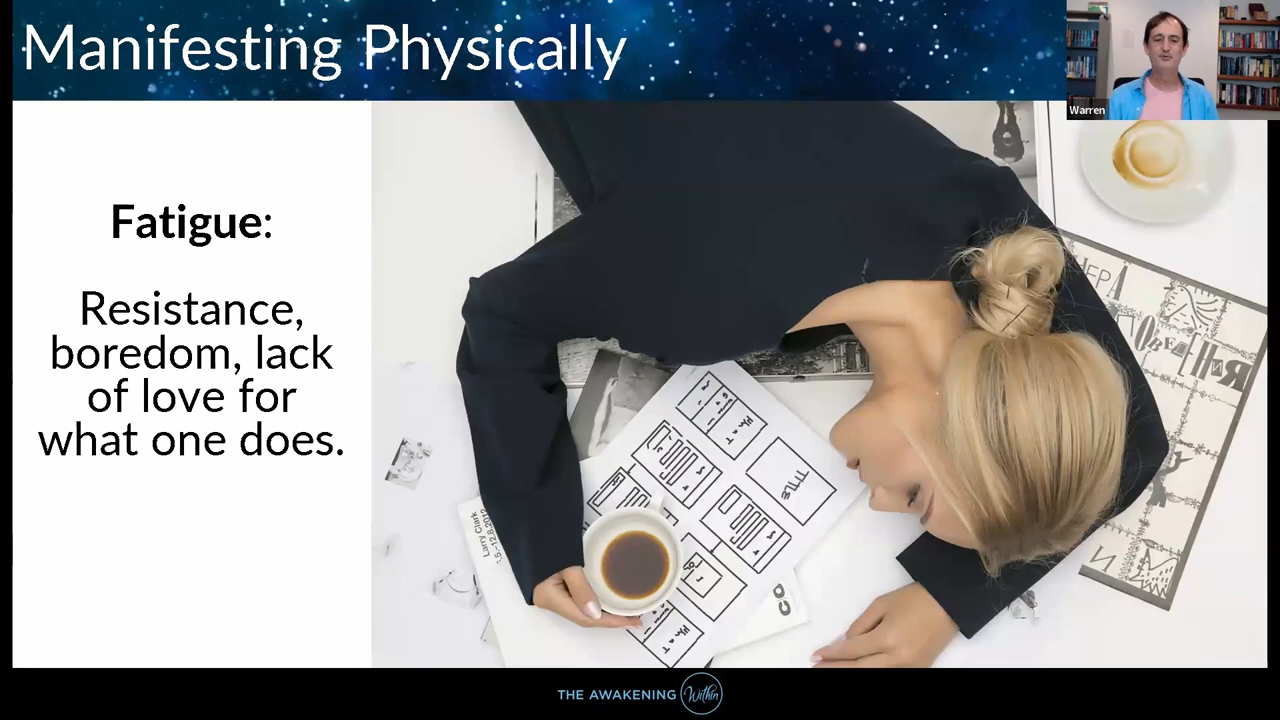 Manifesting Physically
Warren
Fatigue:
Resistance,
boredom, lack
of love for
what one does.
TITLE
Larry Clark
THE AWAKENING Within